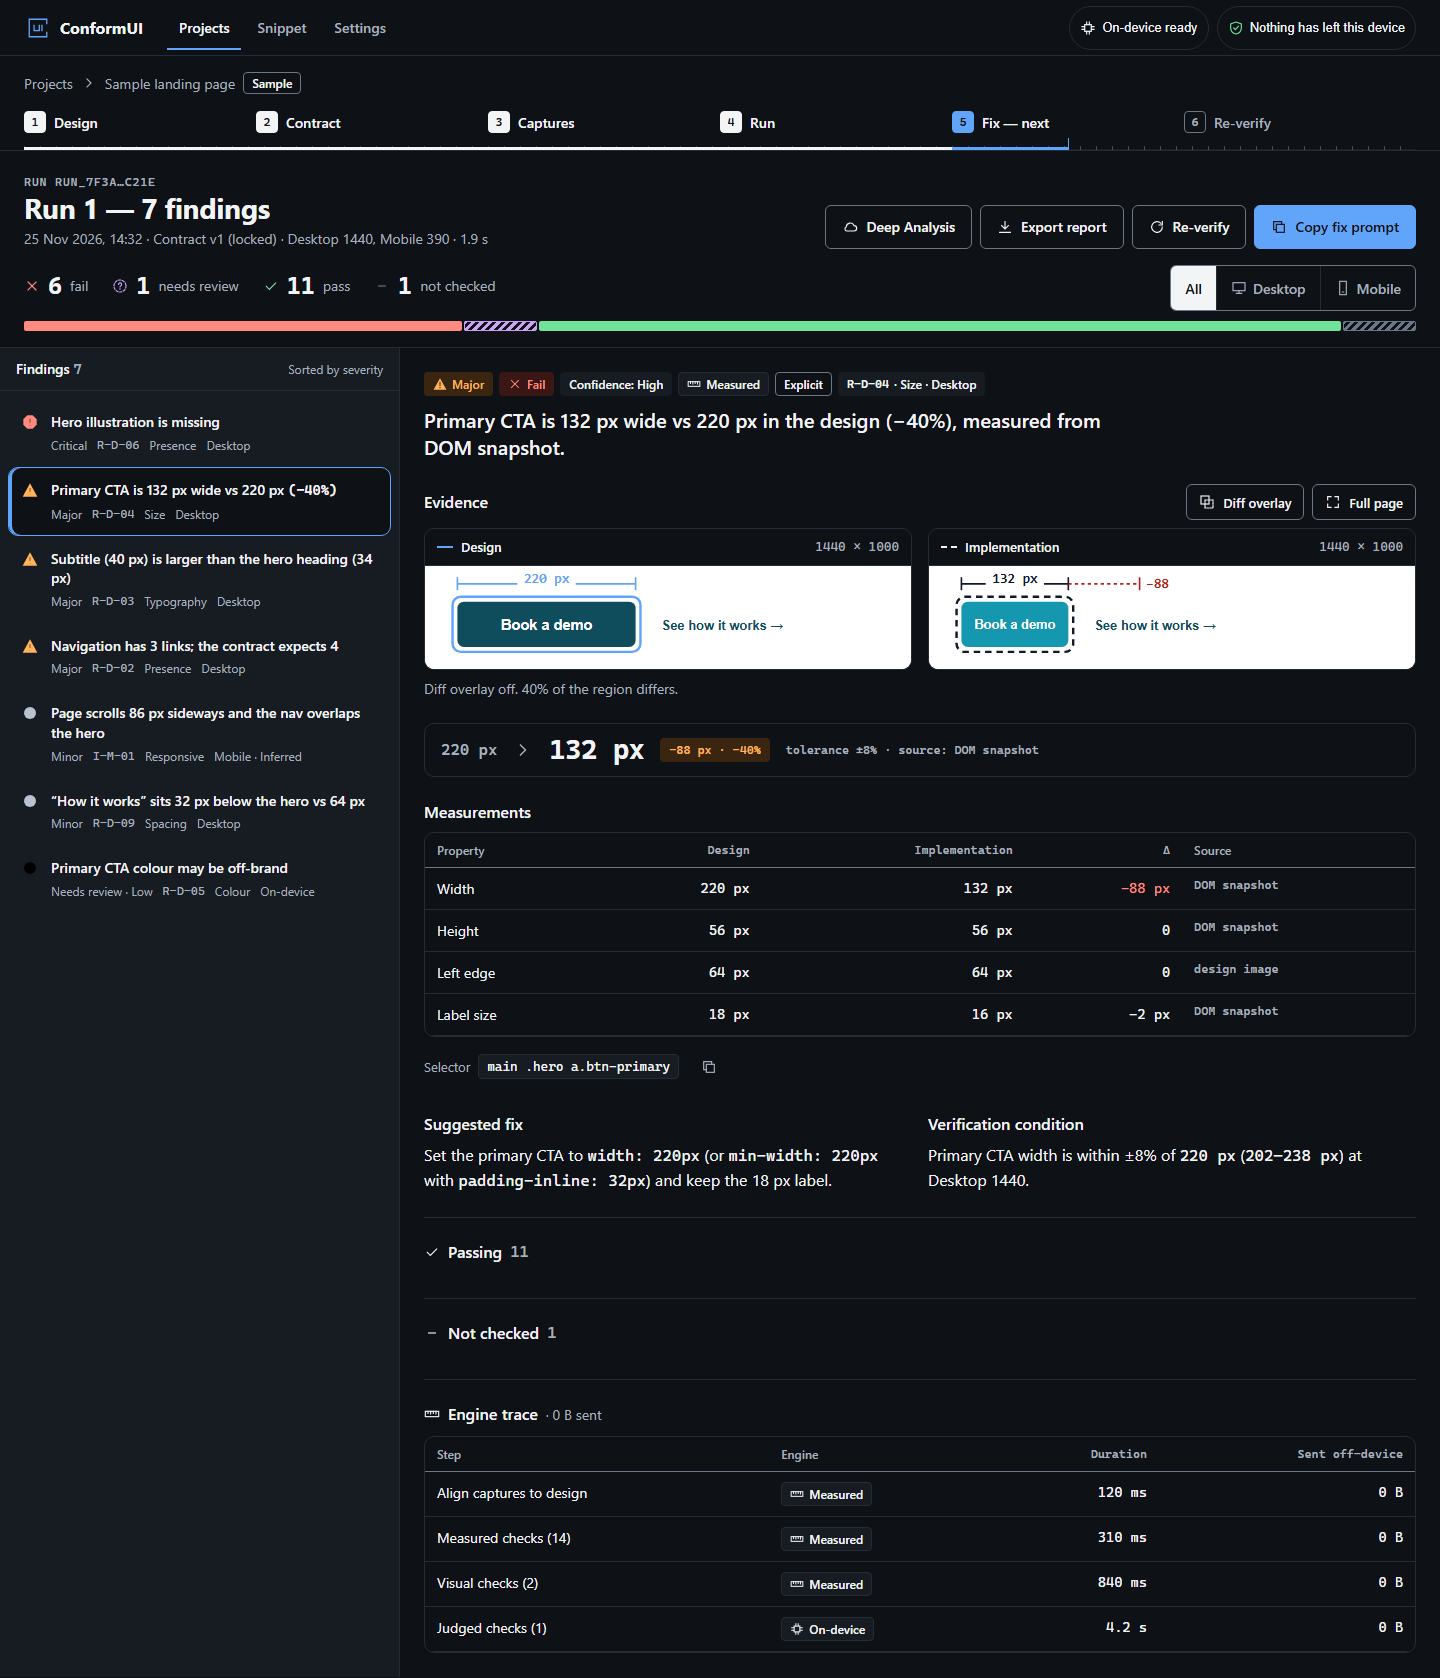 ConformUI
Projects
Snippet
Settings
On-device ready
Nothing has left this device
Projects > Sample landing page Sample
1 Design
2 Contract
3 Captures
4 Run
5 Fix — next
6 Re-verify
RUN RUN_7F3A…C21E
Run 1 — 7 findings
25 Nov 2026, 14:32 · Contract v1 (locked) · Desktop 1440, Mobile 390 · 1.9 s
Deep Analysis
Export report
Re-verify
Copy fix prompt
6 fail
1 needs review
11 pass
1 not checked
All
Desktop
Mobile
Findings 7
Sorted by severity
Hero illustration is missing
Critical R-D-06 Presence Desktop
Primary CTA is 132 px wide vs 220 px (−40%)
Major R-D-04 Size Desktop
Subtitle (40 px) is larger than the hero heading (34
px)
Major R-D-03 Typography Desktop
Navigation has 3 links; the contract expects 4
Major R-D-02 Presence Desktop
Page scrolls 86 px sideways and the nav overlaps
the hero
Minor I-M-01 Responsive Mobile · Inferred
“How it works” sits 32 px below the hero vs 64 px
Minor R-D-09 Spacing Desktop
Primary CTA colour may be off-brand
Needs review · Low R-D-05 Colour On-device
Major
Fail
Confidence: High
Measured
Explicit
R-D-04 · Size · Desktop
Primary CTA is 132 px wide vs 220 px in the design (−40%), measured from
DOM snapshot.
Evidence
Diff overlay
Full page
Design 1440 × 1000
220 px
Book a demo
See how it works →
Implementation 1440 × 1000
132 px −88
Book a demo
See how it works →
Diff overlay off. 40% of the region differs.
220 px > 132 px −88 px · −40% tolerance ±8% · source: DOM snapshot
Measurements
Property Design Implementation Δ Source
Width 220 px 132 px −88 px DOM snapshot
Height 56 px 56 px 0 DOM snapshot
Left edge 64 px 64 px 0 design image
Label size 18 px 16 px −2 px DOM snapshot
Selector main .hero a.btn-primary
Suggested fix
Set the primary CTA to width: 220px (or min-width: 220px
with padding-inline: 32px) and keep the 18 px label.
Verification condition
Primary CTA width is within ±8% of 220 px (202–238 px) at
Desktop 1440.
Passing 11
Not checked 1
Engine trace · 0 B sent
Step Engine Duration Sent off-device
Align captures to design Measured 120 ms 0 B
Measured checks (14) Measured 310 ms 0 B
Visual checks (2) Measured 840 ms 0 B
Judged checks (1) On-device 4.2 s 0 B